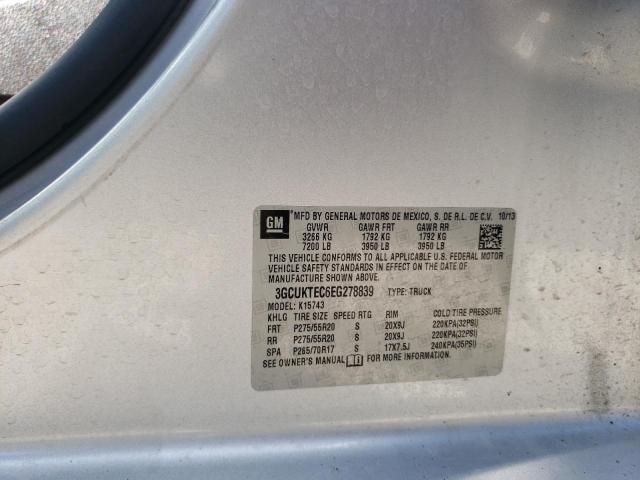 GM
MFD BY GENERAL MOTORS DE MEXICO, S. DE R.L. DE C.V. 10/13
GVWR GAWR FRT GAWR RR
3266 KG 1792 KG 1792 KG
7200 LB 3950 LB 3950 LB
THIS VEHICLE CONFORMS TO ALL APPLICABLE U.S. FEDERAL MOTOR
VEHICLE SAFETY STANDARDS IN EFFECT ON THE DATE OF
MANUFACTURE SHOWN ABOVE.
3GCUKTEC6EG278839 TYPE: TRUCK
MODEL: K15743
KHLG TIRE SIZE SPEED RTG RIM COLD TIRE PRESSURE
FRT P275/55R20 S 20X9J 220KPA(32PSI)
RR P275/55R20 S 20X9J 220KPA(32PSI)
SPA P265/70R17 S 17X7.5J 240KPA(35PSI)
SEE OWNER'S MANUAL FOR MORE INFORMATION.